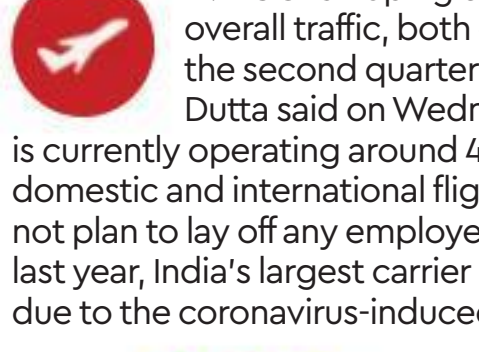 overall traffic, both
the second quarter
Dutta said on Wedn
is currently operating around 4
domestic and international flig
not plan to lay off any employe
last year, India's largest carrier
due to the coronavirus-induced